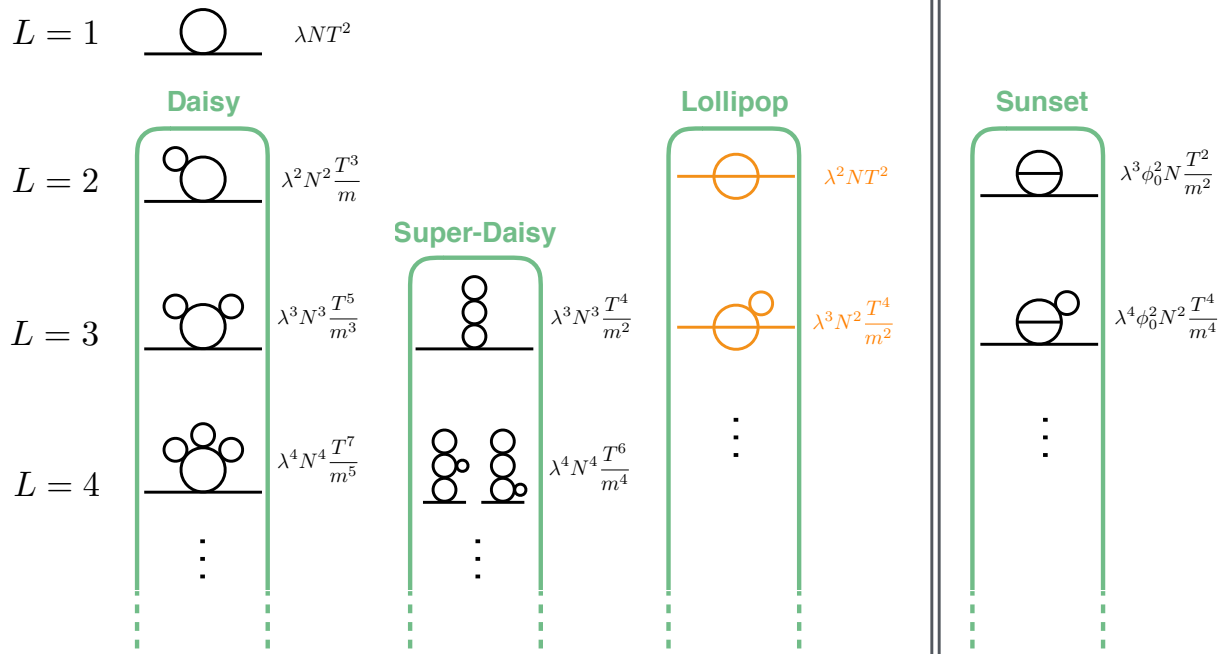 L = 1
λNT²
Daisy
Lollipop
Sunset
L = 2
λ²N² T³/m
λ²NT²
λ³φ₀²N T²/m²
Super-Daisy
L = 3
λ³N³ T⁵/m³
λ³N³ T⁴/m²
λ³N² T⁴/m²
λ⁴φ₀²N² T⁴/m⁴
L = 4
λ⁴N⁴ T⁷/m⁵
λ⁴N⁴ T⁶/m⁴